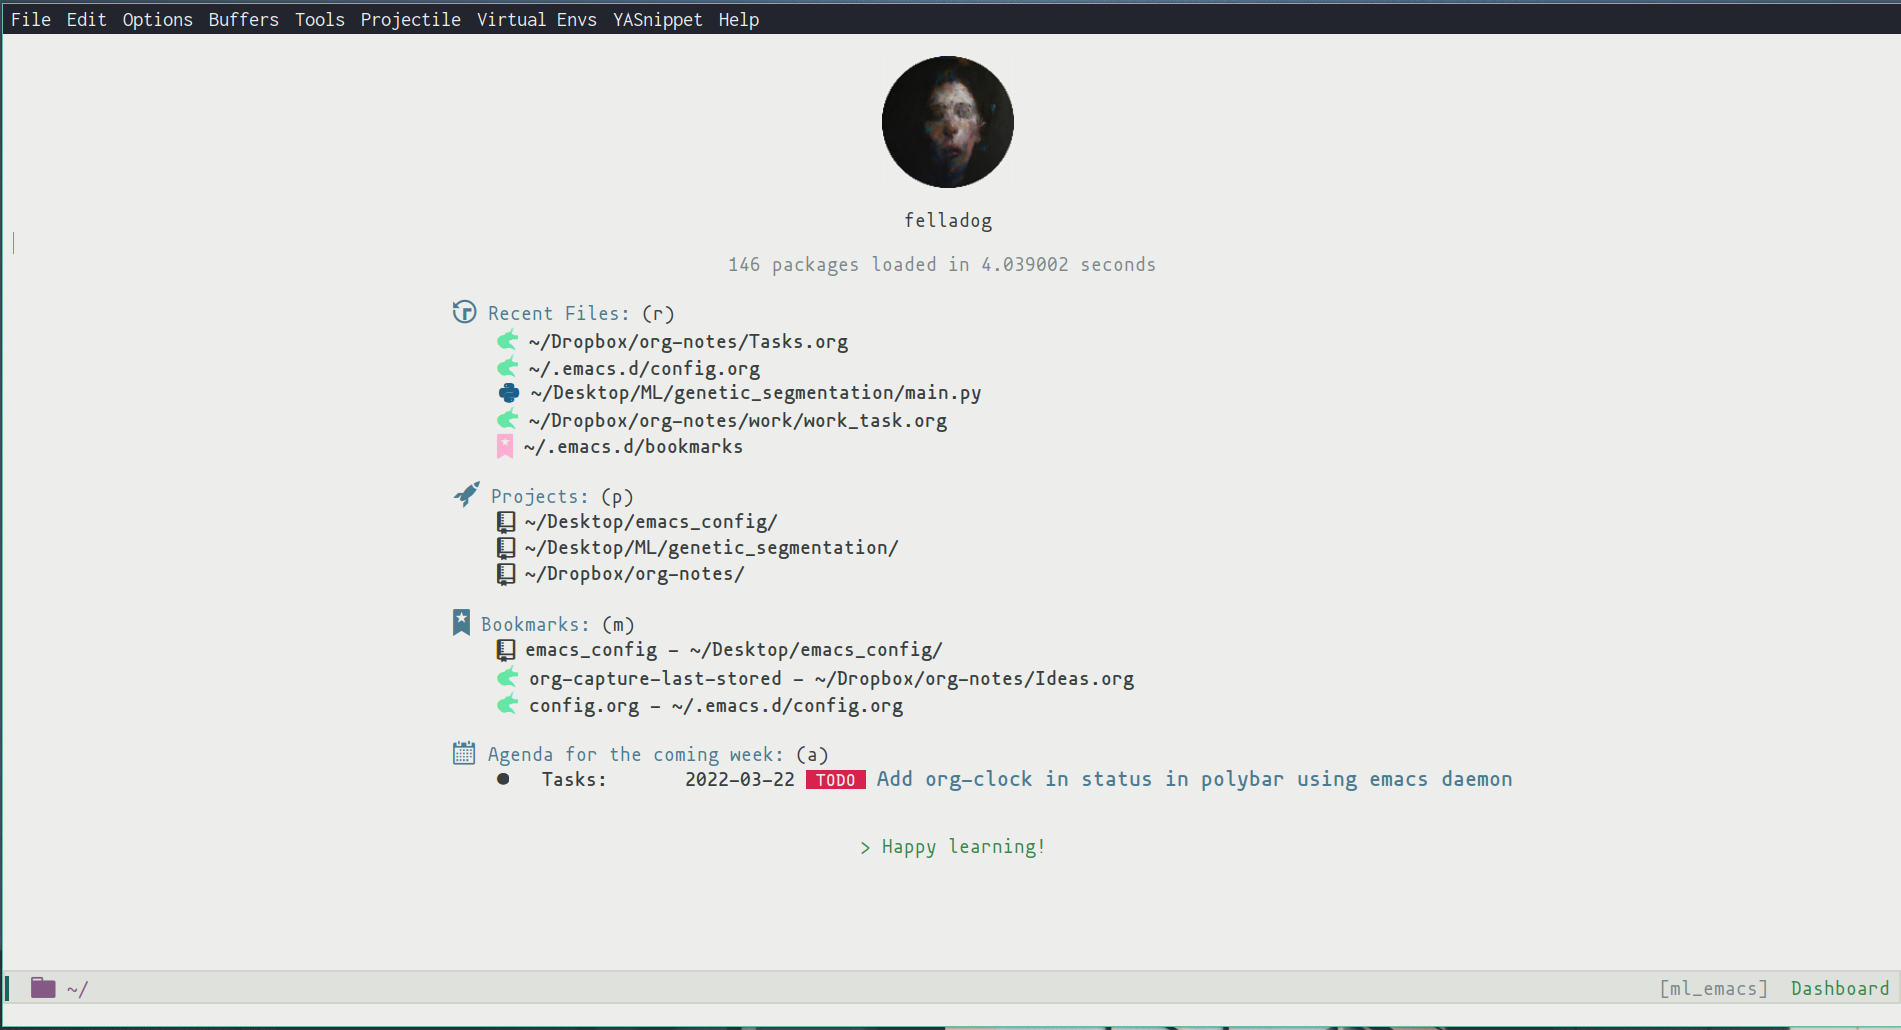 File Edit Options Buffers Tools Projectile Virtual Envs YASnippet Help
felladog
146 packages loaded in 4.039002 seconds
Recent Files: (r)
~/Dropbox/org-notes/Tasks.org
~/.emacs.d/config.org
~/Desktop/ML/genetic_segmentation/main.py
~/Dropbox/org-notes/work/work_task.org
~/.emacs.d/bookmarks
Projects: (p)
~/Desktop/emacs_config/
~/Desktop/ML/genetic_segmentation/
~/Dropbox/org-notes/
Bookmarks: (m)
emacs_config - ~/Desktop/emacs_config/
org-capture-last-stored - ~/Dropbox/org-notes/Ideas.org
config.org - ~/.emacs.d/config.org
Agenda for the coming week: (a)
Tasks: 2022-03-22 TODO Add org-clock in status in polybar using emacs daemon
> Happy learning!
~/ [ml_emacs] Dashboard